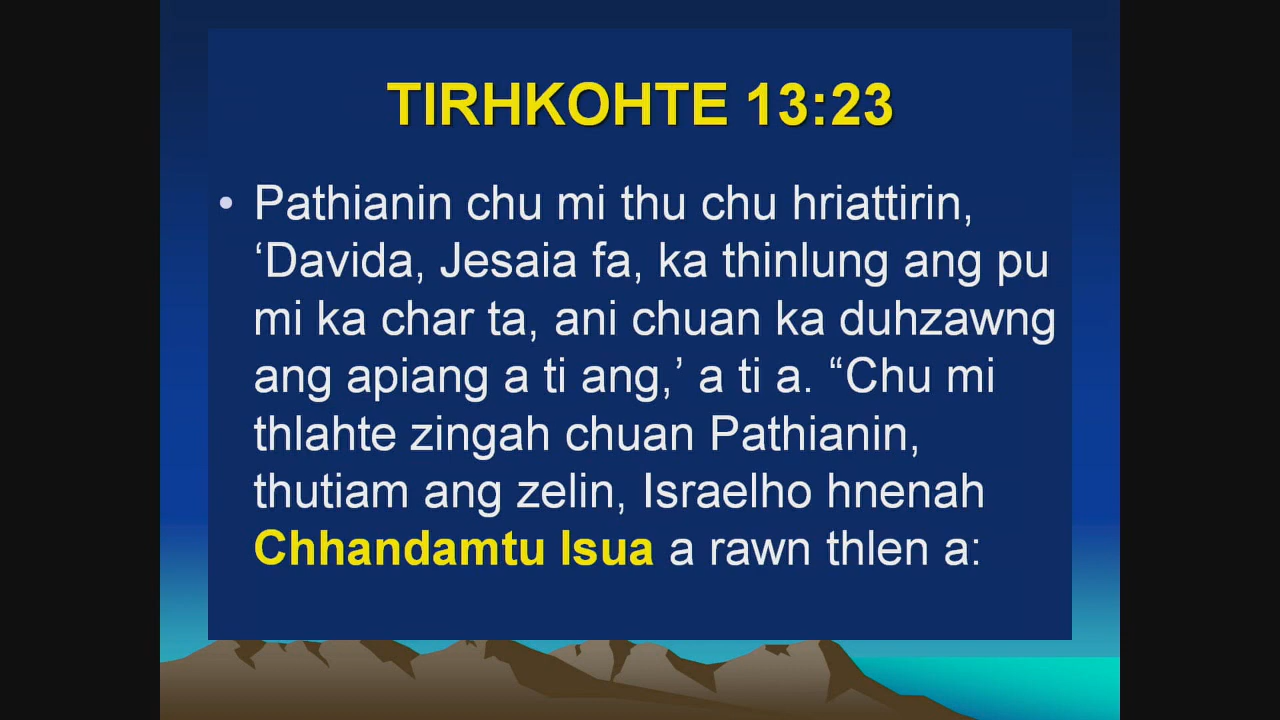 TIRHKOHTE 13:23
• Pathianin chu mi thu chu hriattirin,
‘Davida, Jesaia fa, ka thinlung ang pu
mi ka char ta, ani chuan ka duhzawng
ang apiang a ti ang,’ a ti a. “Chu mi
thlahte zingah chuan Pathianin,
thutiam ang zelin, Israelho hnenah
Chhandamtu Isua a rawn thlen a: